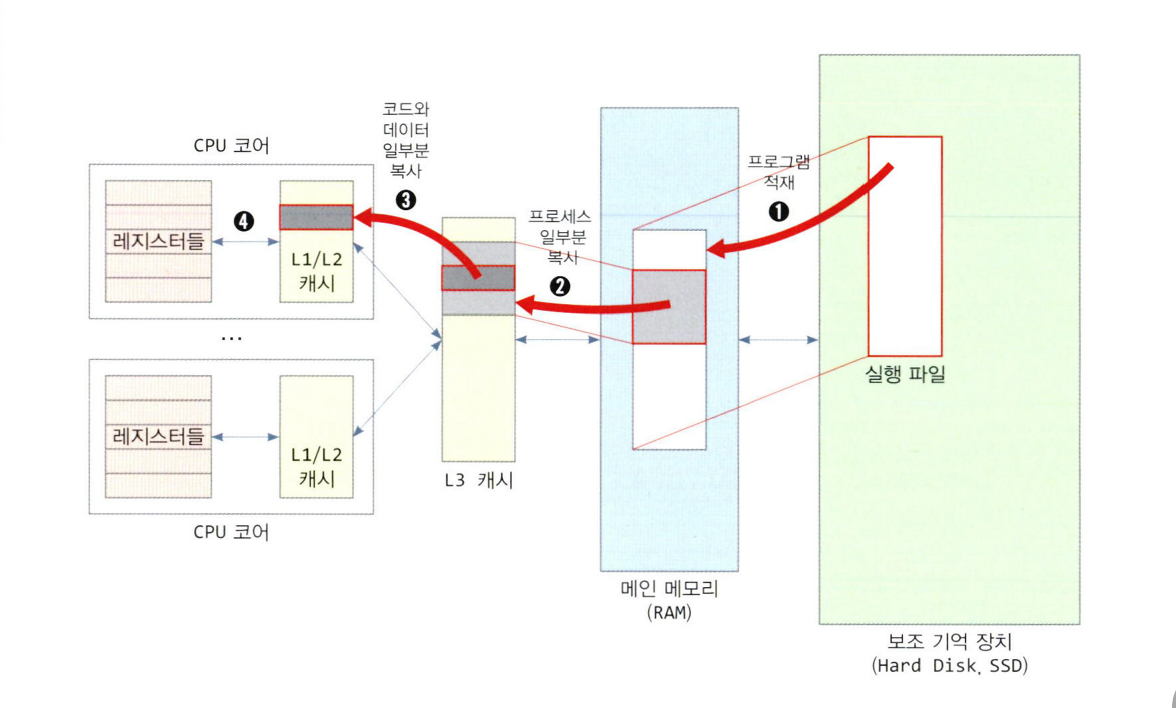 CPU 코어
레지스터들
❹
L1/L2
캐시
...
레지스터들
L1/L2
캐시
CPU 코어
코드와
데이터
일부분
복사
❸
L3 캐시
프로세스
일부분
복사
❷
메인 메모리
(RAM)
프로그램
적재
❶
실행 파일
보조 기억 장치
(Hard Disk, SSD)